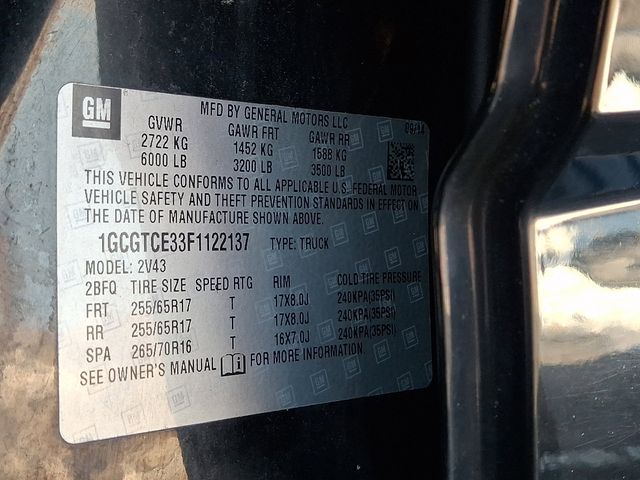 GM
MFD BY GENERAL MOTORS LLC 09/14
GVWR GAWR FRT GAWR RR
2722 KG 1452 KG 1588 KG
6000 LB 3200 LB 3500 LB
THIS VEHICLE CONFORMS TO ALL APPLICABLE U.S. FEDERAL MOTOR
VEHICLE SAFETY AND THEFT PREVENTION STANDARDS IN EFFECT ON
THE DATE OF MANUFACTURE SHOWN ABOVE.
1GCGTCE33F1122137 TYPE: TRUCK
MODEL: 2V43
2BFQ TIRE SIZE SPEED RTG RIM COLD TIRE PRESSURE
FRT 255/65R17 T 17X8.0J 240KPA(35PSI)
RR 255/65R17 T 17X8.0J 240KPA(35PSI)
SPA 265/70R16 T 16X7.0J 240KPA(35PSI)
SEE OWNER'S MANUAL FOR MORE INFORMATION